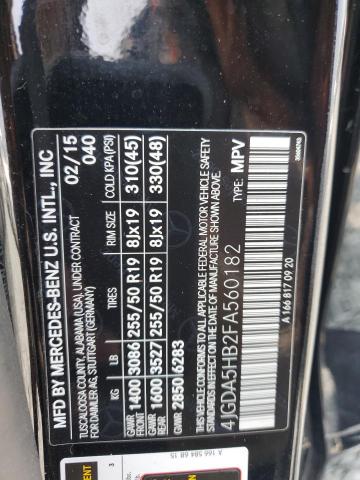 MFD BY MERCEDES-BENZ U.S. INTL., INC
TUSCALOOSA COUNTY, ALABAMA (USA), UNDER CONTRACT
FOR DAIMLER AG, STUTTGART (GERMANY)
02/15
040
KG LB TIRES RIM SIZE COLD KPA(PSI)
GAWR FRONT 1400 3086 255/50 R19 8Jx19 310(45)
GAWR REAR 1600 3527 255/50 R19 8Jx19 330(48)
GVWR 2850 6283
THIS VEHICLE CONFORMS TO ALL APPLICABLE FEDERAL MOTOR VEHICLE SAFETY
STANDARDS IN EFFECT ON THE DATE OF MANUFACTURE SHOWN ABOVE.
4JGDA5HB2FA560182 TYPE: MPV
A 166 817 09 20
A 166 584 68 15
3